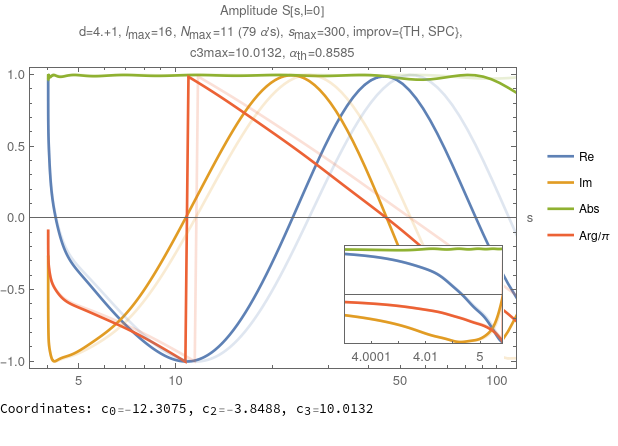 Amplitude S[s,l=0]
d=4.+1, lmax=16, Nmax=11 (79 α's), smax=300, improv={TH, SPC},
c3max=10.0132, αth=0.8585
1.0
0.5
0.0
−0.5
−1.0
s
Re
Im
Abs
Arg/π
4.0001 4.01 5
5 10 50 100
Coordinates: c0=-12.3075, c2=-3.8488, c3=10.0132